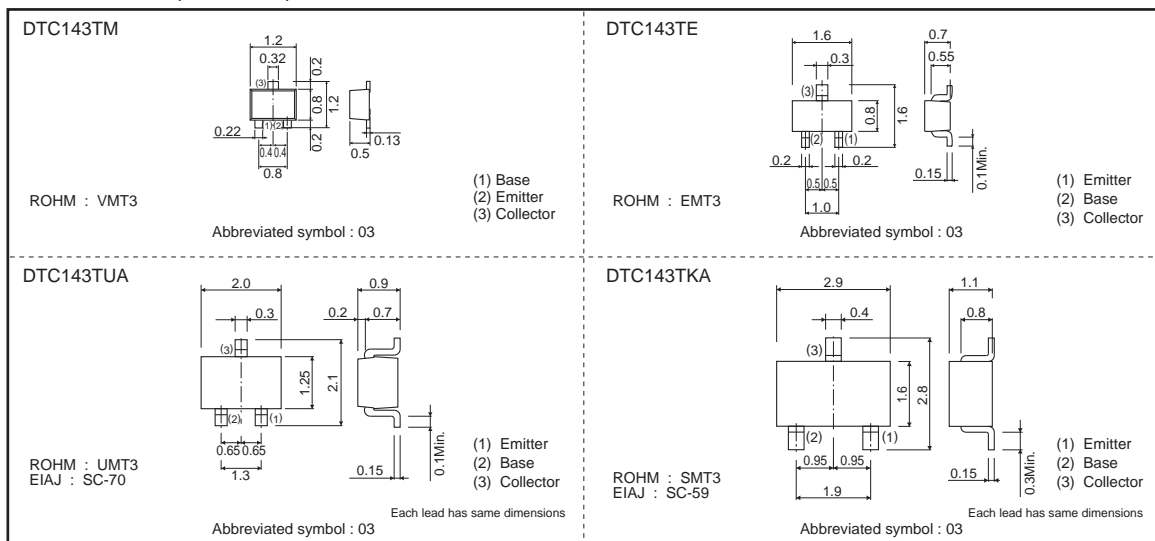 DTC143TM
1.2
0.32
0.2
(3)
0.8
1.2
0.22
(1)
(2)
0.2
0.13
0.4
0.4
0.5
0.8
(1) Base
(2) Emitter
(3) Collector
ROHM : VMT3
Abbreviated symbol : 03
DTC143TE
1.6
0.7
0.3
0.55
(3)
0.8
1.6
(2)
(1)
0.2
0.2
0.15
0.1Min.
0.5
0.5
1.0
(1) Emitter
(2) Base
(3) Collector
ROHM : EMT3
Abbreviated symbol : 03
DTC143TUA
2.0
0.9
0.3
0.2
0.7
(3)
1.25
2.1
(2)
(1)
0.65
0.65
1.3
0.15
0.1Min.
(1) Emitter
(2) Base
(3) Collector
ROHM : UMT3
EIAJ : SC-70
Each lead has same dimensions
Abbreviated symbol : 03
DTC143TKA
2.9
1.1
0.4
0.8
(3)
1.6
2.8
(2)
(1)
0.95
0.95
1.9
0.15
0.3Min.
(1) Emitter
(2) Base
(3) Collector
ROHM : SMT3
EIAJ : SC-59
Each lead has same dimensions
Abbreviated symbol : 03